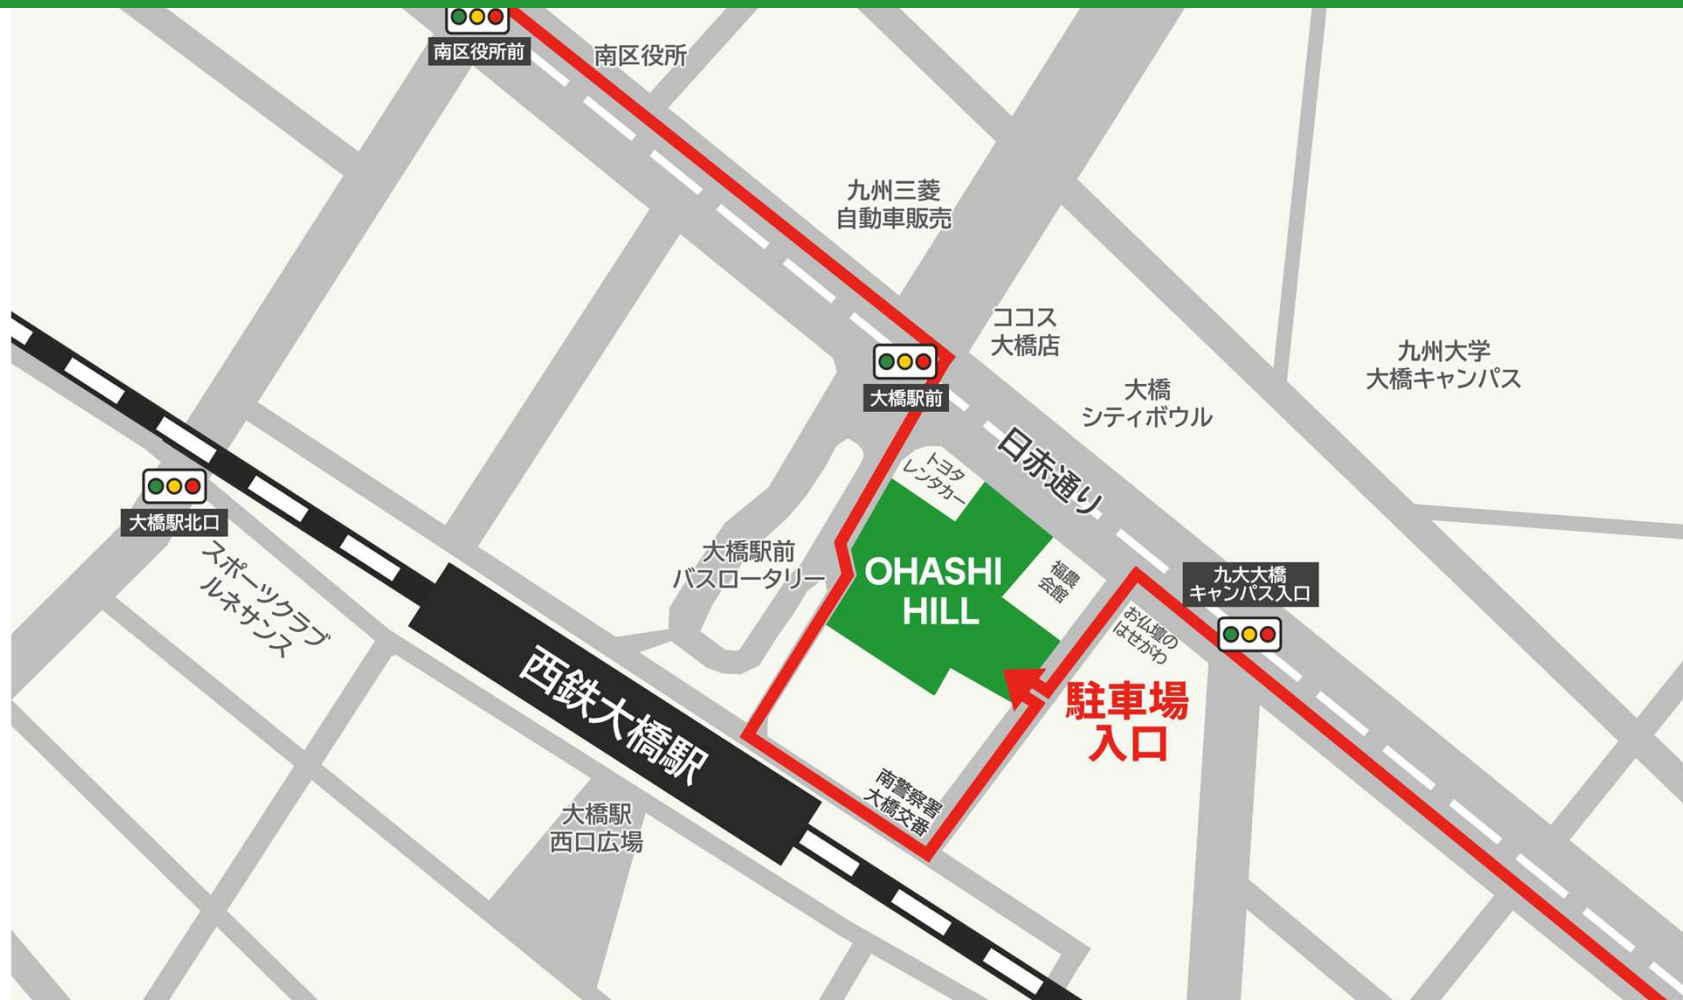 南区役所前
南区役所
九州三菱
自動車販売
ココス
大橋店
九州大学
大橋キャンパス
大橋
シティボウル
大橋駅前
日赤通り
トヨタ
レンタカー
大橋駅北口
スポーツクラブ
ルネサンス
大橋駅前
バスロータリー
OHASHI
HILL
福農
会館
九大大橋
キャンパス入口
お仏壇の
はせがわ
駐車場
入口
西鉄大橋駅
南警察署
大橋交番
大橋駅
西口広場